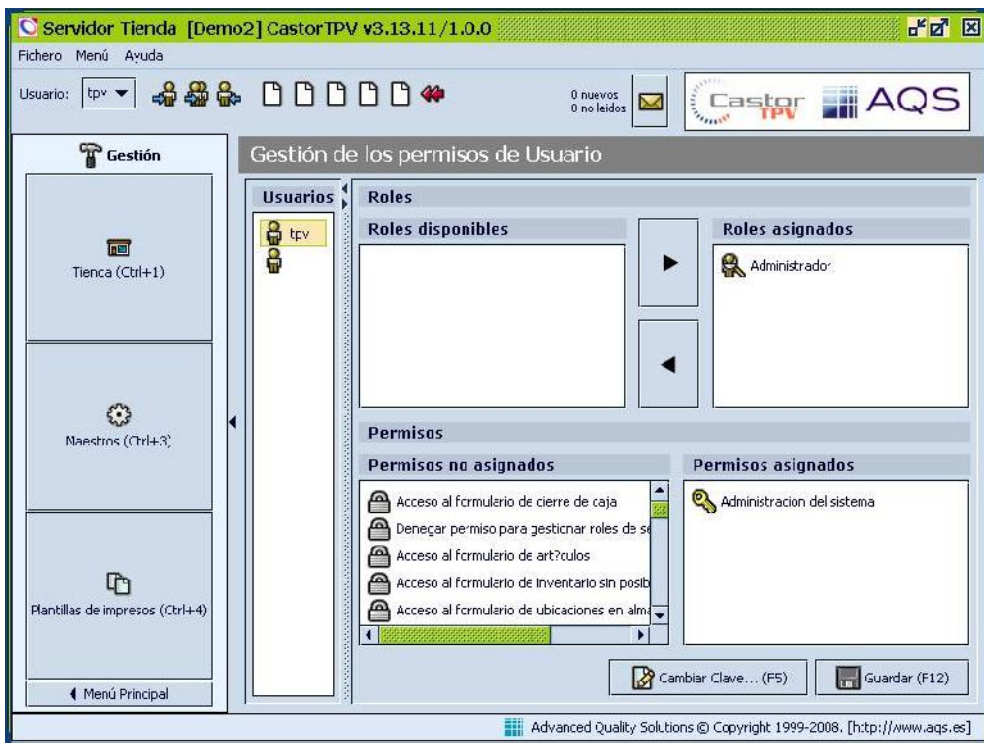 Servidor Tienda [Demo2] CastorTPV v3.13.11/1.0.0
Fichero Menú Ayuda
Usuario: tpv
0 nuevos
0 no leidos
Castor TPV
AQS
Gestión
Gestión de los permisos de Usuario
Tienca (Ctrl+1)
Maestros (Ctrl+3)
Plantillas de impresos (Ctrl+4)
Menú Principal
Usuarios
tpv
Roles
Roles disponibles
Roles asignados
Administrador
Permisos
Permisos no asignados
Acceso al formulario de cierre de caja
Denegar permiso para gestionar roles de se
Acceso al formulario de art?culos
Acceso al formulario de inventario sin posib
Acceso al formulario de ubicaciones en alma
Permisos asignados
Administracion del sistema
Cambiar Clave... (F5)
Guardar (F12)
Advanced Quality Solutions © Copyright 1999-2008. [http://www.aqs.es]